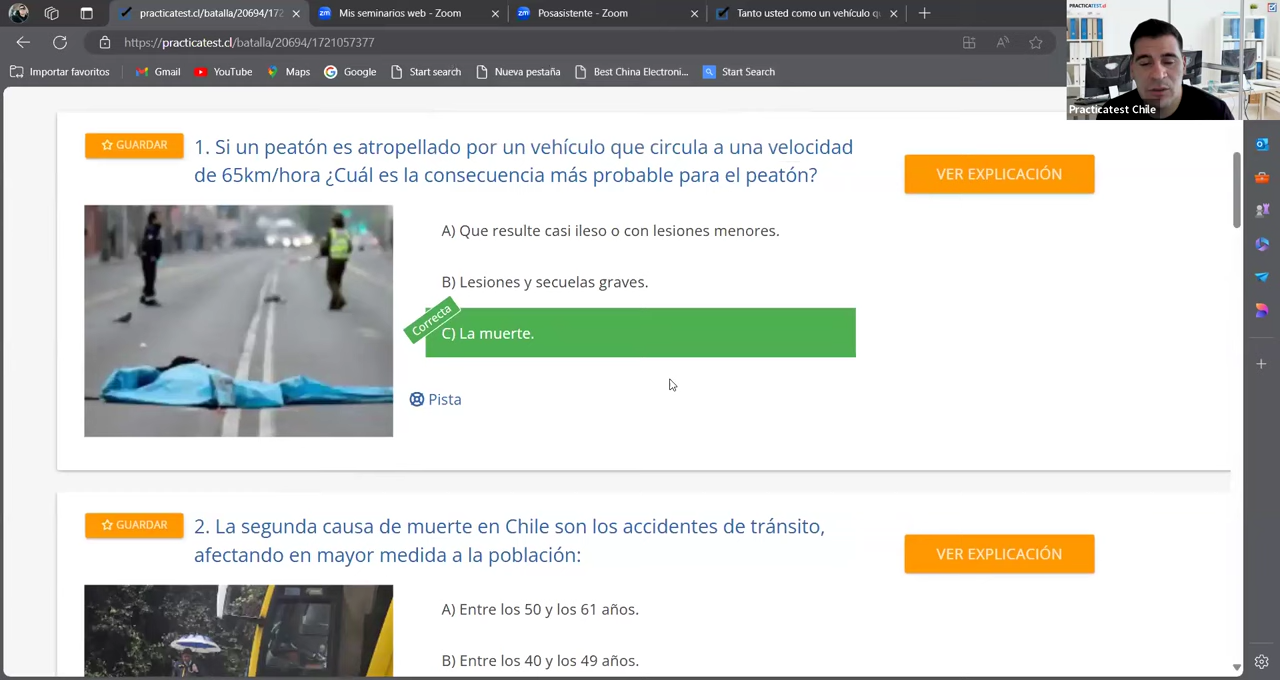 practicatest.cl/batalla/20694/172
Mis seminarios web - Zoom
Posasistente - Zoom
Tanto usted como un vehículo q
https://practicatest.cl/batalla/20694/1721057377
Importar favoritos
Gmail
YouTube
Maps
Google
Start search
Nueva pestaña
Best China Electroni...
Start Search
PRACTICATEST.cl
Practicatest Chile
GUARDAR
1. Si un peatón es atropellado por un vehículo que circula a una velocidad
de 65km/hora ¿Cuál es la consecuencia más probable para el peatón?
VER EXPLICACIÓN
A) Que resulte casi ileso o con lesiones menores.
B) Lesiones y secuelas graves.
Correcta
C) La muerte.
Pista
GUARDAR
2. La segunda causa de muerte en Chile son los accidentes de tránsito,
afectando en mayor medida a la población:
VER EXPLICACIÓN
A) Entre los 50 y los 61 años.
B) Entre los 40 y los 49 años.